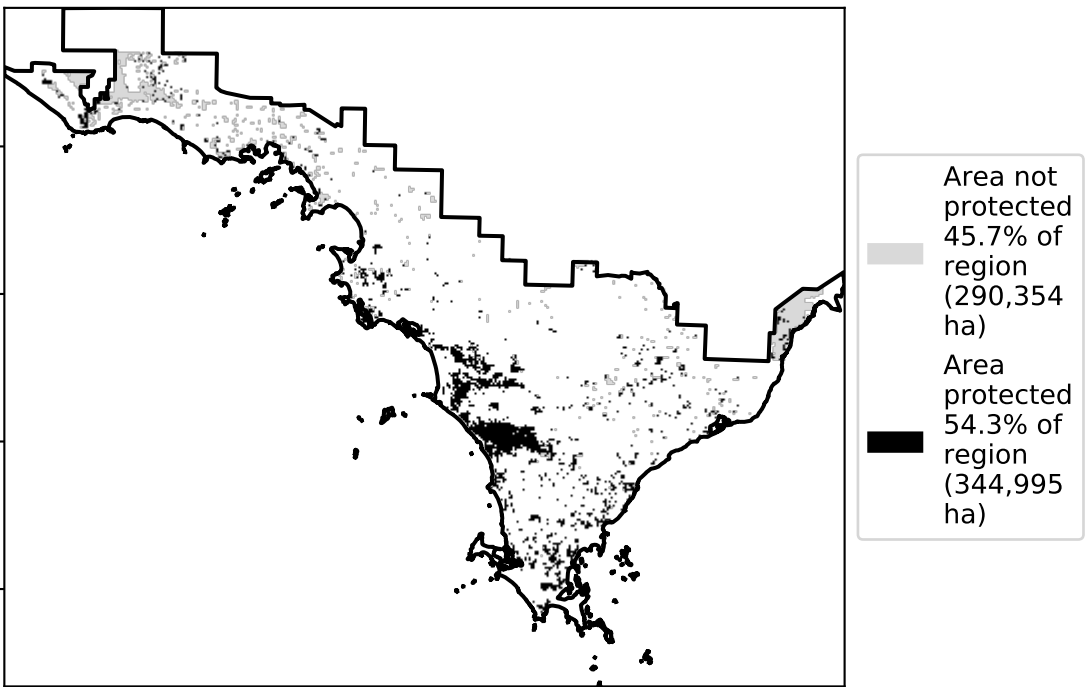 Area not
protected
45.7% of
region
(290,354
ha)
Area
protected
54.3% of
region
(344,995
ha)